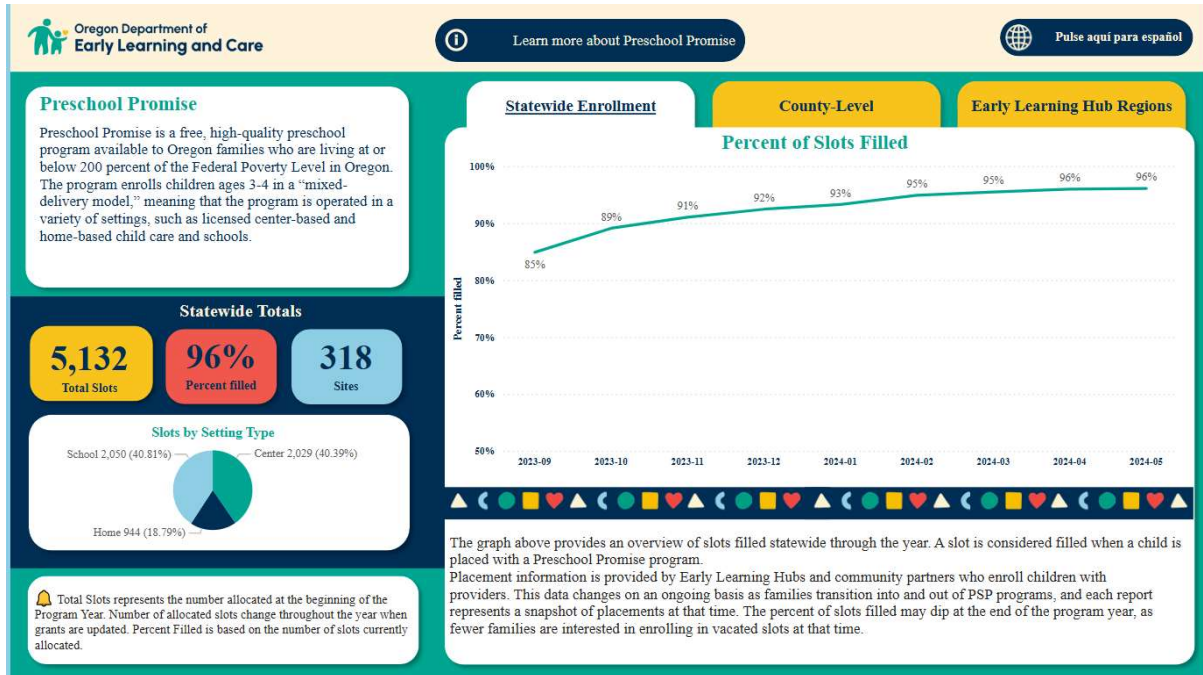 Oregon Department of
Early Learning and Care
Learn more about Preschool Promise
Pulse aquí para español
Preschool Promise
Preschool Promise is a free, high-quality preschool
program available to Oregon families who are living at or
below 200 percent of the Federal Poverty Level in Oregon.
The program enrolls children ages 3-4 in a “mixed-
delivery model,” meaning that the program is operated in a
variety of settings, such as licensed center-based and
home-based child care and schools.
Statewide Totals
5,132
Total Slots
96%
Percent filled
318
Sites
Slots by Setting Type
School 2,050 (40.81%)
Center 2,029 (40.39%)
Home 944 (18.79%)
Total Slots represents the number allocated at the beginning of the
Program Year. Number of allocated slots change throughout the year when
grants are updated. Percent Filled is based on the number of slots currently
allocated.
Statewide Enrollment
County-Level
Early Learning Hub Regions
Percent of Slots Filled
Percent filled
100%
90%
80%
70%
60%
50%
85%
89%
91%
92%
93%
95%
95%
96%
96%
2023-09
2023-10
2023-11
2023-12
2024-01
2024-02
2024-03
2024-04
2024-05
The graph above provides an overview of slots filled statewide through the year. A slot is considered filled when a child is
placed with a Preschool Promise program.
Placement information is provided by Early Learning Hubs and community partners who enroll children with
providers. This data changes on an ongoing basis as families transition into and out of PSP programs, and each report
represents a snapshot of placements at that time. The percent of slots filled may dip at the end of the program year, as
fewer families are interested in enrolling in vacated slots at that time.